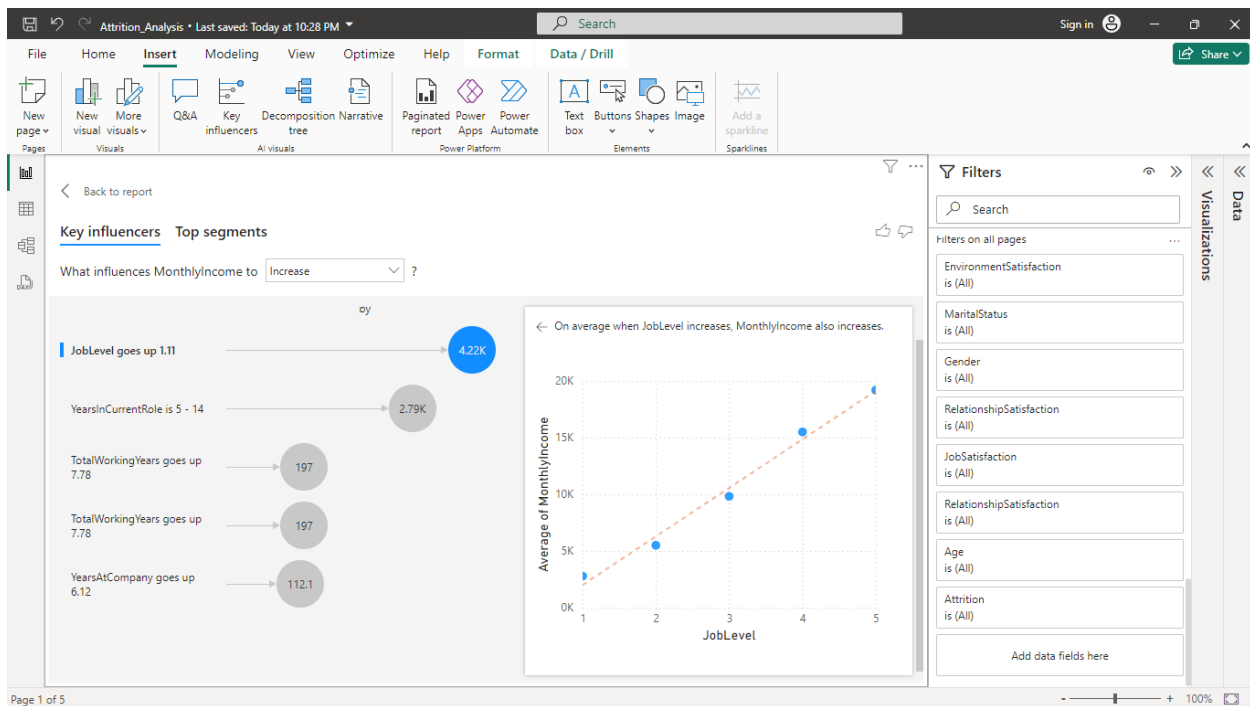 Attrition_Analysis • Last saved: Today at 10:28 PM
Search
Sign in
File Home Insert Modeling View Optimize Help Format Data / Drill
Share
New page
New visual
More visuals
Q&A
Key influencers
Decomposition tree
Narrative
Paginated report
Power Apps
Power Automate
Text box
Buttons
Shapes
Image
Add a sparkline
Pages
Visuals
AI visuals
Power Platform
Elements
Sparklines
Back to report
Key influencers Top segments
What influences MonthlyIncome to Increase ?
by
JobLevel goes up 1.11
4.22K
YearsInCurrentRole is 5 - 14
2.79K
TotalWorkingYears goes up
7.78
197
TotalWorkingYears goes up
7.78
197
YearsAtCompany goes up
6.12
112.1
On average when JobLevel increases, MonthlyIncome also increases.
Average of MonthlyIncome
20K
15K
10K
5K
0K
1 2 3 4 5
JobLevel
Filters
Search
Filters on all pages
EnvironmentSatisfaction
is (All)
MaritalStatus
is (All)
Gender
is (All)
RelationshipSatisfaction
is (All)
JobSatisfaction
is (All)
RelationshipSatisfaction
is (All)
Age
is (All)
Attrition
is (All)
Add data fields here
Visualizations
Data
Page 1 of 5
- + 100%